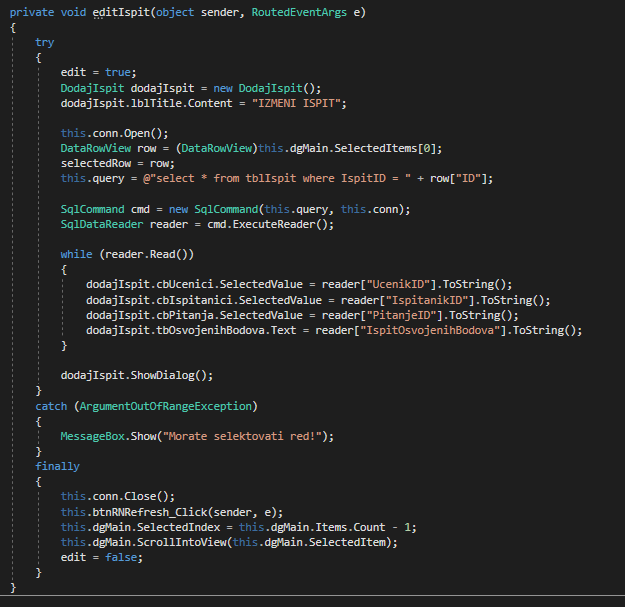 private void editIspit(object sender, RoutedEventArgs e)
{
    try
    {
        edit = true;
        DodajIspit dodajIspit = new DodajIspit();
        dodajIspit.lblTitle.Content = "IZMENI ISPIT";

        this.conn.Open();
        DataRowView row = (DataRowView)this.dgMain.SelectedItems[0];
        selectedRow = row;
        this.query = @"select * from tblIspit where IspitID = " + row["ID"];

        SqlCommand cmd = new SqlCommand(this.query, this.conn);
        SqlDataReader reader = cmd.ExecuteReader();

        while (reader.Read())
        {
            dodajIspit.cbUcenici.SelectedValue = reader["UcenikID"].ToString();
            dodajIspit.cbIspitanici.SelectedValue = reader["IspitanikID"].ToString();
            dodajIspit.cbPitanja.SelectedValue = reader["PitanjeID"].ToString();
            dodajIspit.tbOsvojenihBodova.Text = reader["IspitOsvojenihBodova"].ToString();
        }

        dodajIspit.ShowDialog();
    }
    catch (ArgumentOutOfRangeException)
    {
        MessageBox.Show("Morate selektovati red!");
    }
    finally
    {
        this.conn.Close();
        this.btnRNRefresh_Click(sender, e);
        this.dgMain.SelectedIndex = this.dgMain.Items.Count - 1;
        this.dgMain.ScrollIntoView(this.dgMain.SelectedItem);
        edit = false;
    }
}